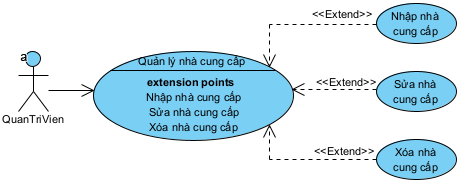 a
QuanTriVien
Quản lý nhà cung cấp
extension points
Nhập nhà cung cấp
Sửa nhà cung cấp
Xóa nhà cung cấp
<<Extend>>
Nhập nhà
cung cấp
<<Extend>>
Sửa nhà
cung cấp
<<Extend>>
Xóa nhà
cung cấp